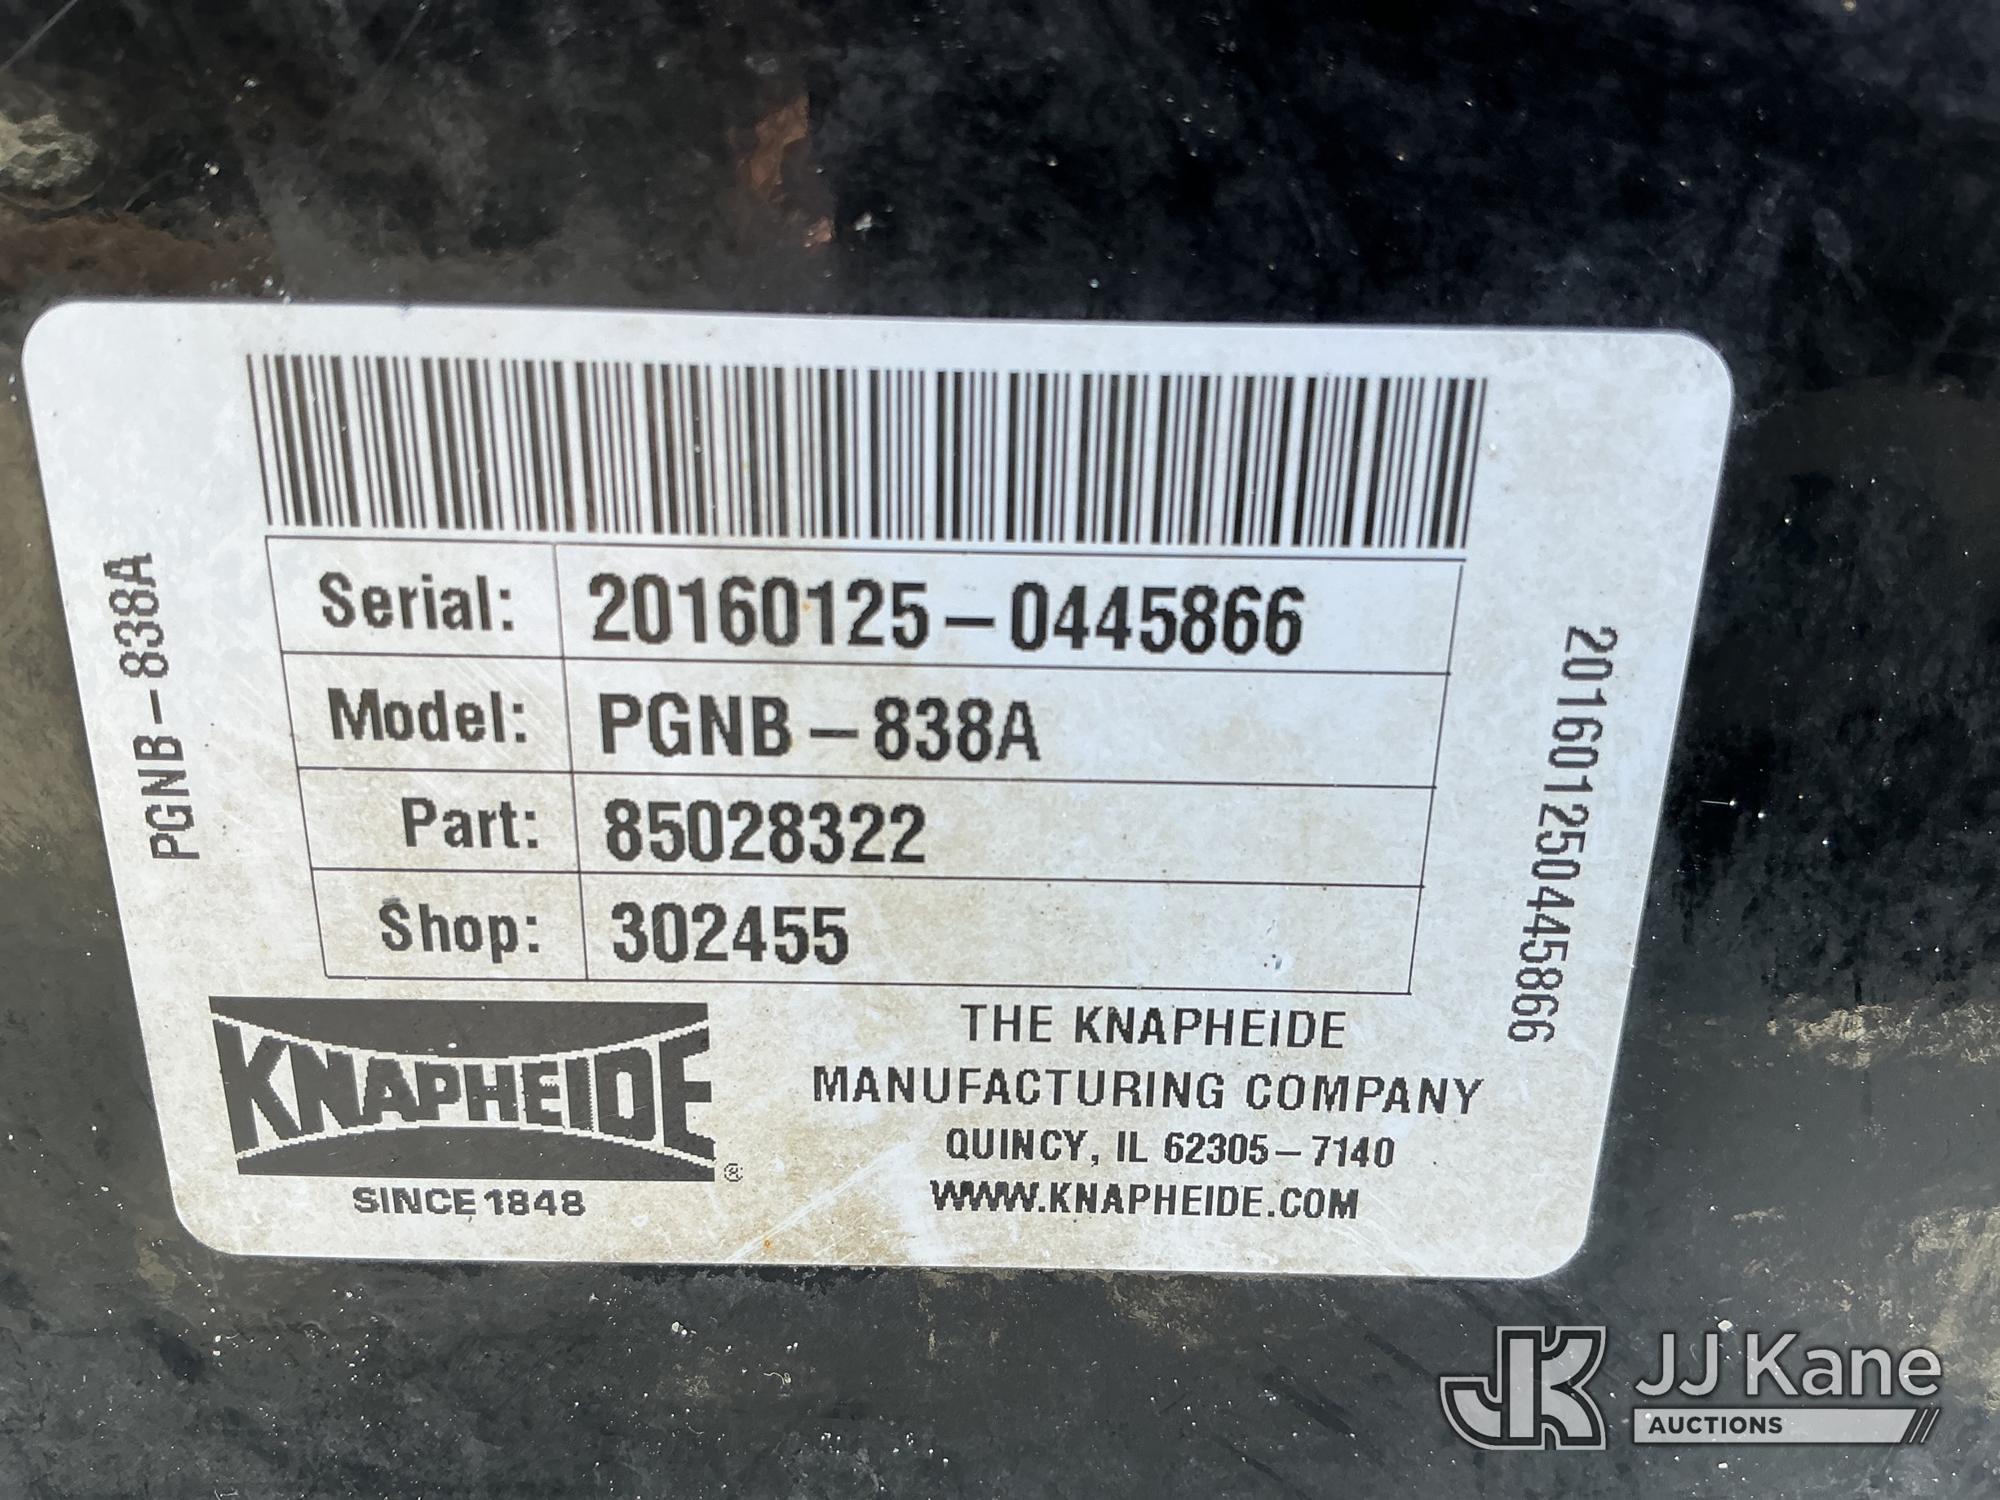 Serial: 20160125-0445866
Model: PGNB-838A
Part: 85028322
Shop: 302455
PGNB-838A
201601250445866
KNAPHEIDE®
SINCE 1848
THE KNAPHEIDE
MANUFACTURING COMPANY
QUINCY, IL 62305-7140
WWW.KNAPHEIDE.COM
JK JJ Kane
AUCTIONS